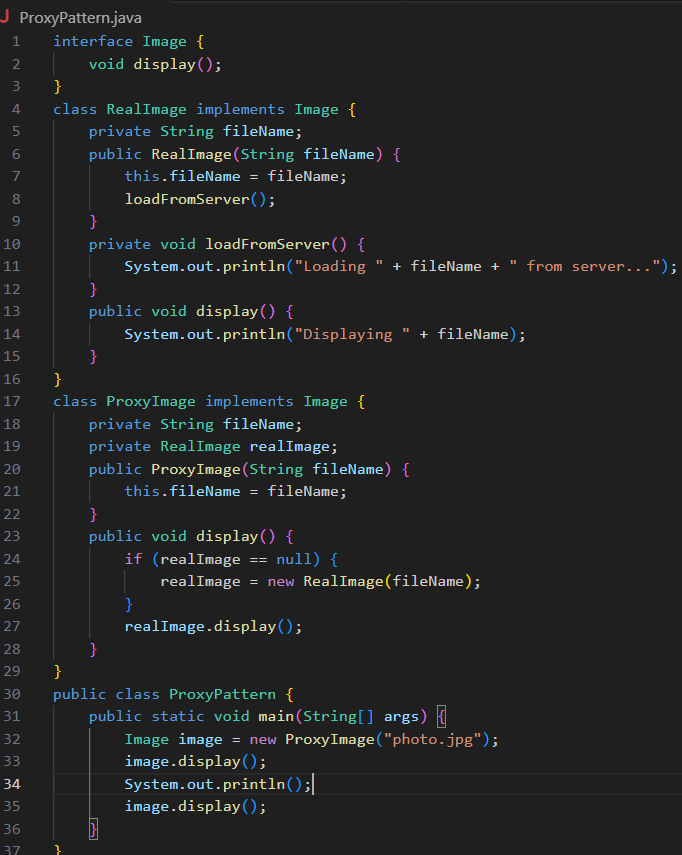 ProxyPattern.java
1 interface Image {
2     void display();
3 }
4 class RealImage implements Image {
5     private String fileName;
6     public RealImage(String fileName) {
7         this.fileName = fileName;
8         loadFromServer();
9     }
10     private void loadFromServer() {
11         System.out.println("Loading " + fileName + " from server...");
12     }
13     public void display() {
14         System.out.println("Displaying " + fileName);
15     }
16 }
17 class ProxyImage implements Image {
18     private String fileName;
19     private RealImage realImage;
20     public ProxyImage(String fileName) {
21         this.fileName = fileName;
22     }
23     public void display() {
24         if (realImage == null) {
25             realImage = new RealImage(fileName);
26         }
27         realImage.display();
28     }
29 }
30 public class ProxyPattern {
31     public static void main(String[] args) {
32         Image image = new ProxyImage("photo.jpg");
33         image.display();
34         System.out.println();
35         image.display();
36     }
37 }